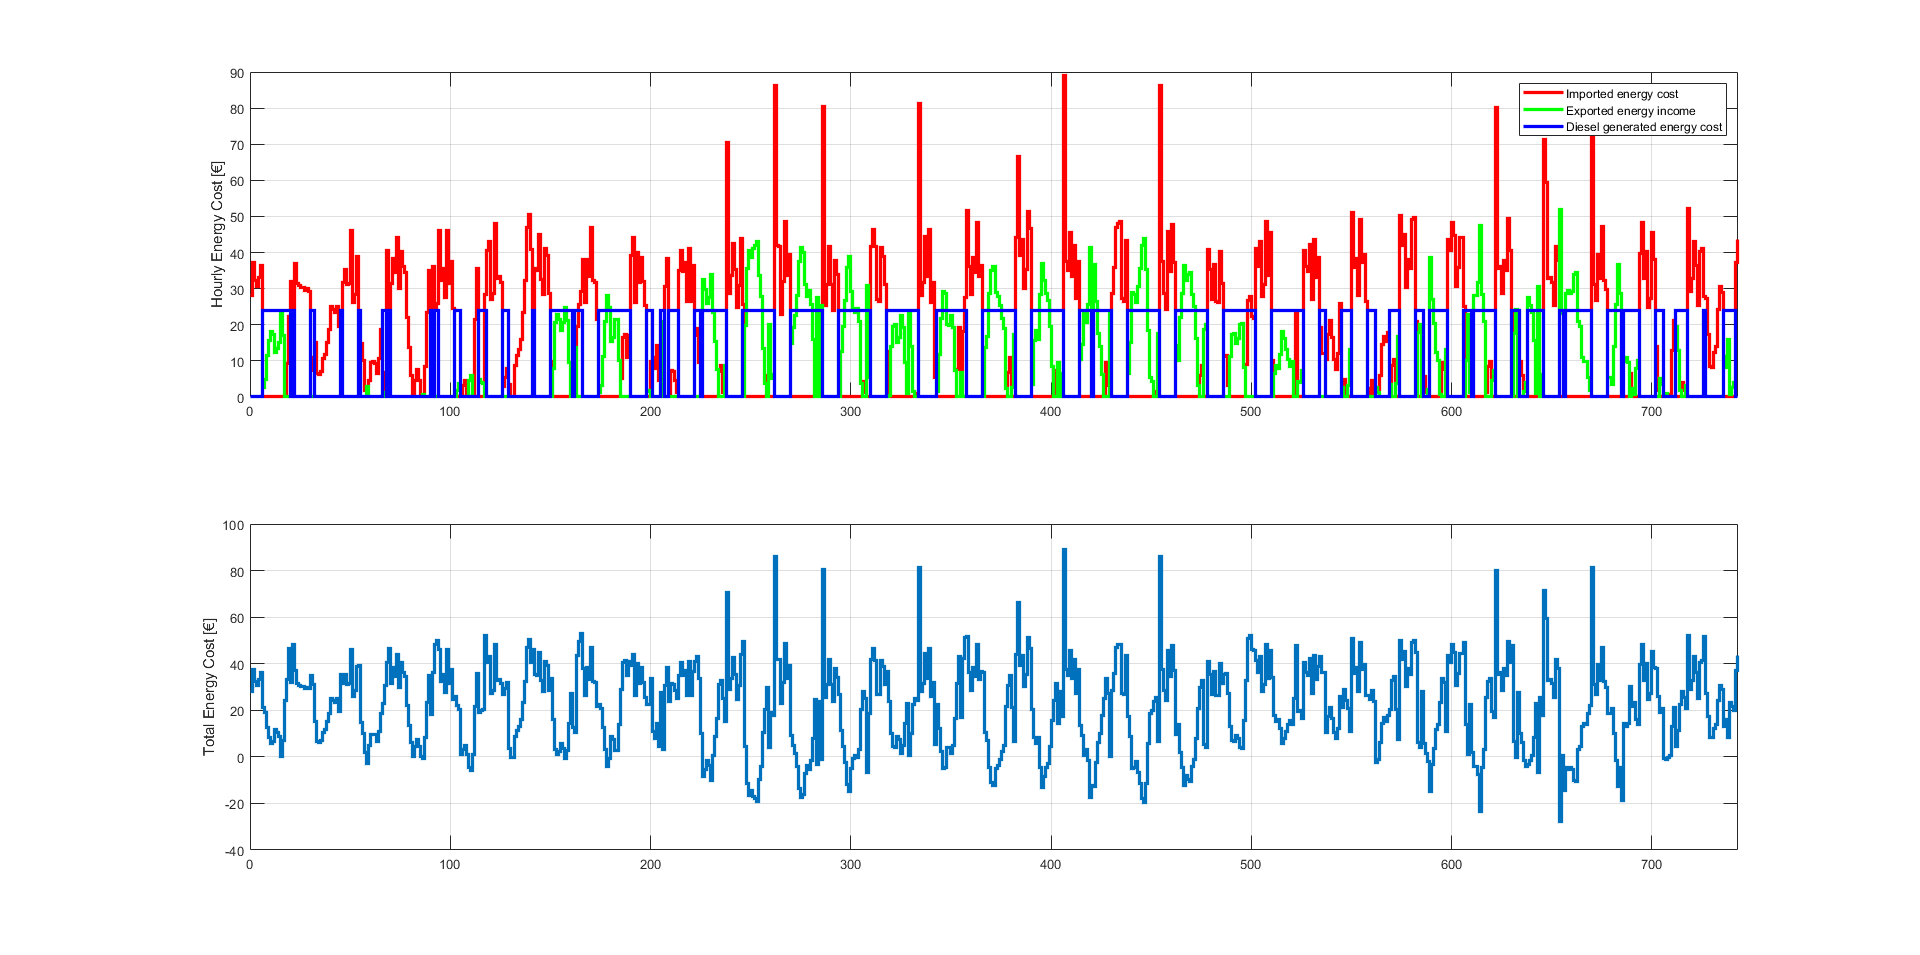 Hourly Energy Cost [€]
90
80
70
60
50
40
30
20
10
0
Imported energy cost
Exported energy income
Diesel generated energy cost
0 100 200 300 400 500 600 700
Total Energy Cost [€]
100
80
60
40
20
0
-20
-40
0 100 200 300 400 500 600 700